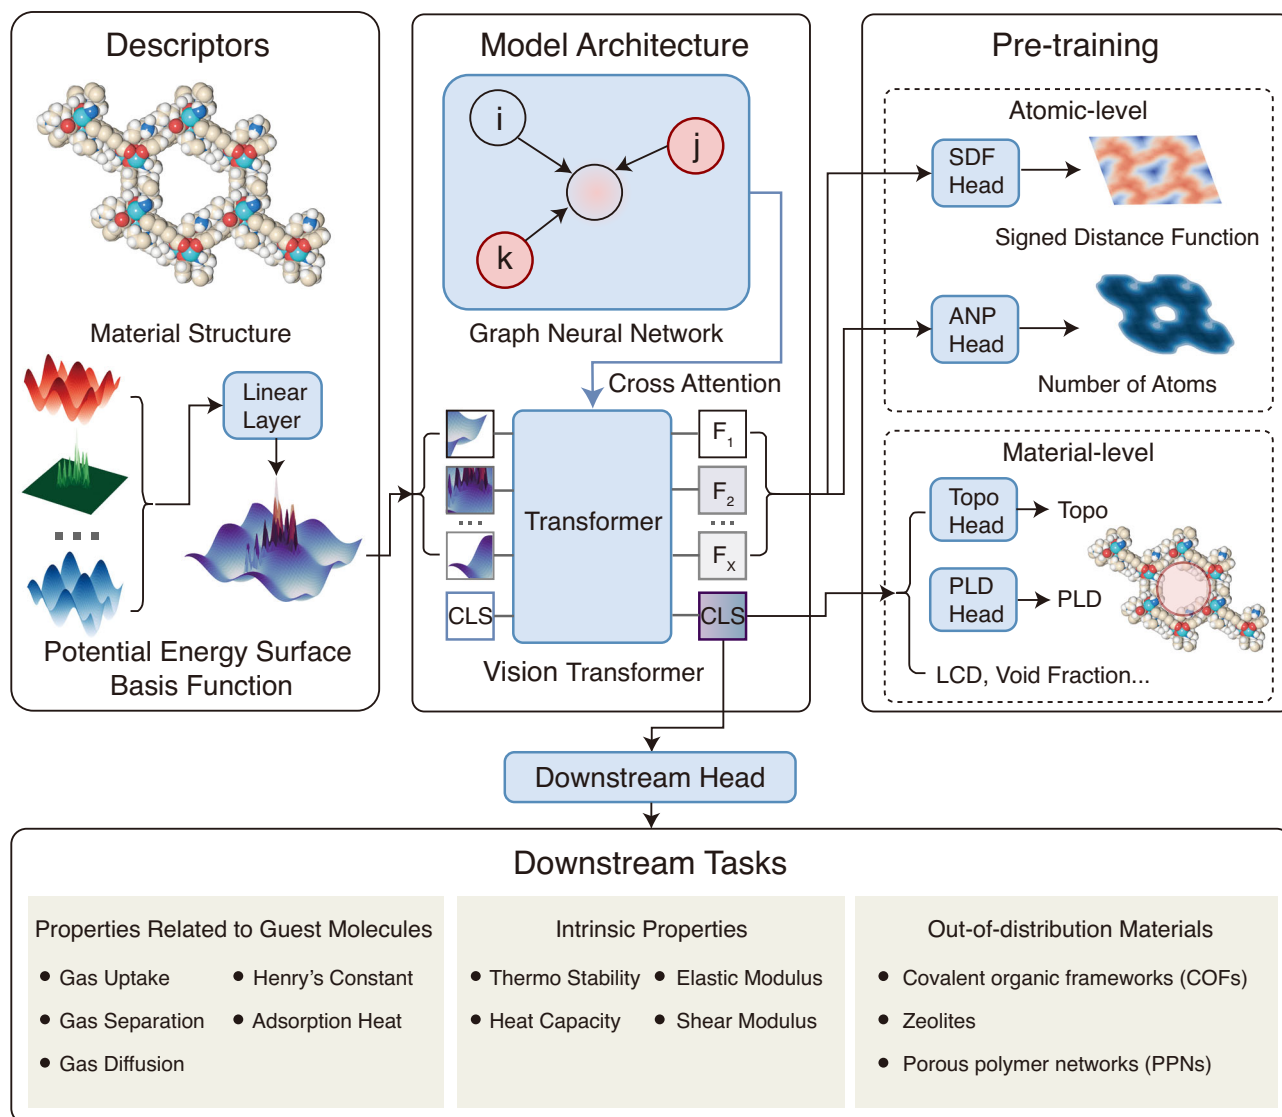 Descriptors
Material Structure
Linear
Layer
Potential Energy Surface
Basis Function
Model Architecture
i
j
k
Graph Neural Network
Cross Attention
Transformer
F1
F2
Fx
CLS
CLS
Vision Transformer
Pre-training
Atomic-level
SDF
Head
Signed Distance Function
ANP
Head
Number of Atoms
Material-level
Topo
Head
Topo
PLD
Head
PLD
LCD, Void Fraction...
Downstream Head
Downstream Tasks
Properties Related to Guest Molecules
• Gas Uptake
• Henry’s Constant
• Gas Separation
• Adsorption Heat
• Gas Diffusion
Intrinsic Properties
• Thermo Stability
• Elastic Modulus
• Heat Capacity
• Shear Modulus
Out-of-distribution Materials
• Covalent organic frameworks (COFs)
• Zeolites
• Porous polymer networks (PPNs)